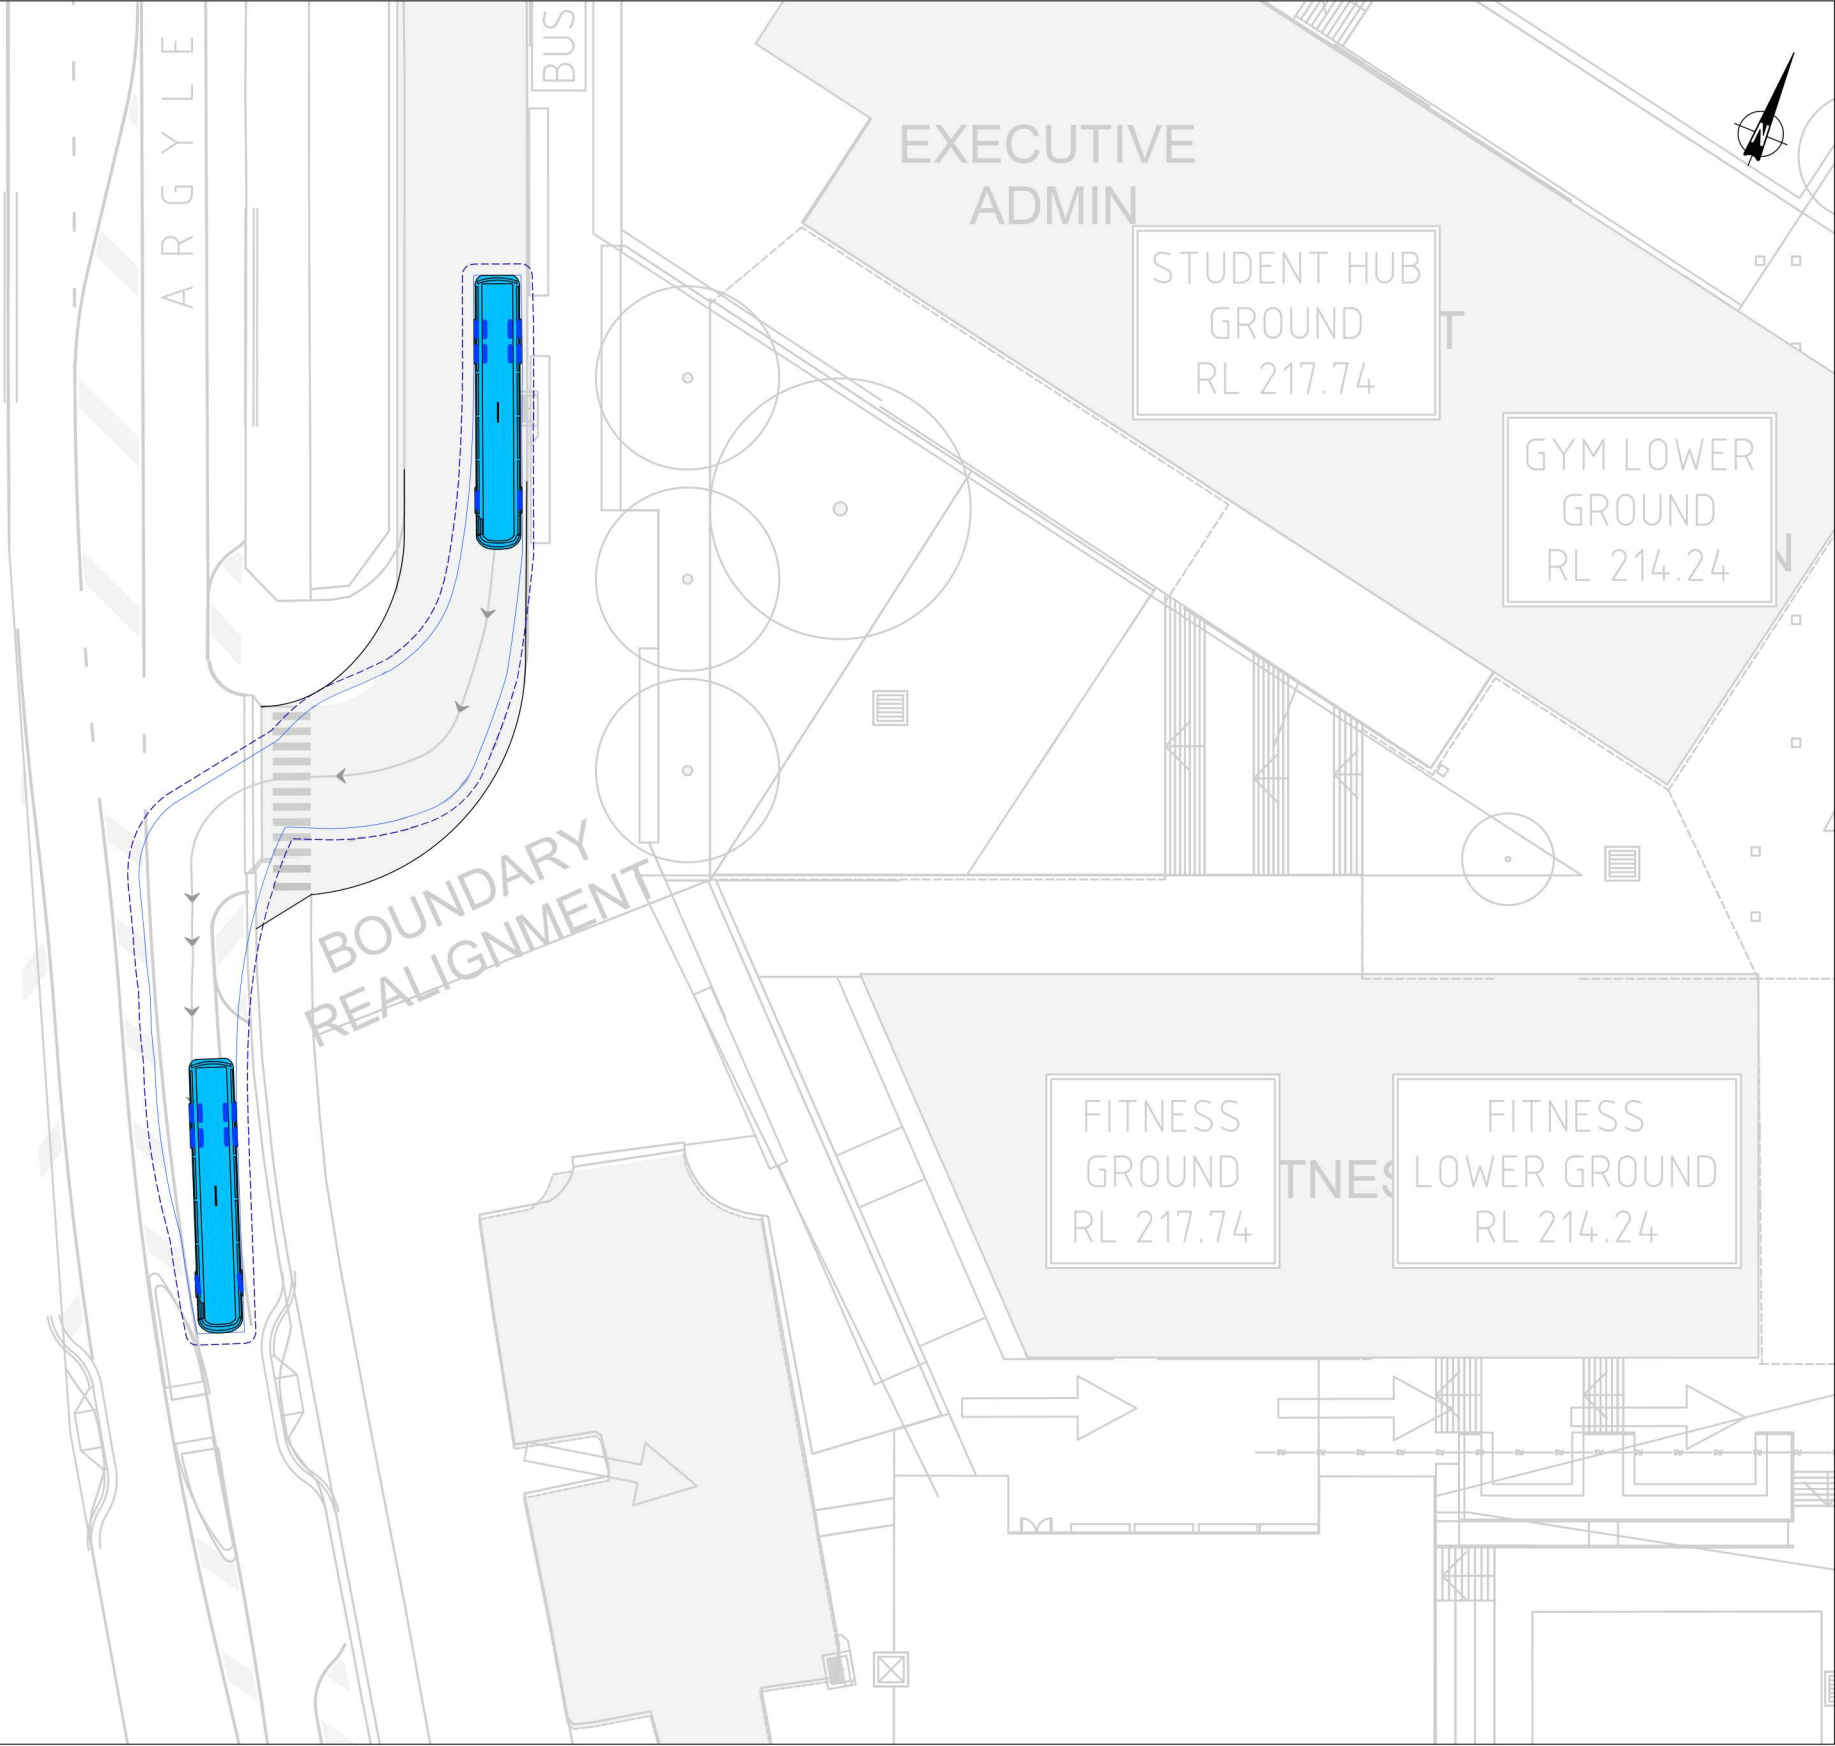 ARGYLE
BUS
N
EXECUTIVE
ADMIN
STUDENT HUB
GROUND
RL 217.74
T
GYM LOWER
GROUND
RL 214.24
N
BOUNDARY
REALIGNMENT
FITNESS
GROUND
RL 217.74
TNES
FITNESS
LOWER GROUND
RL 214.24